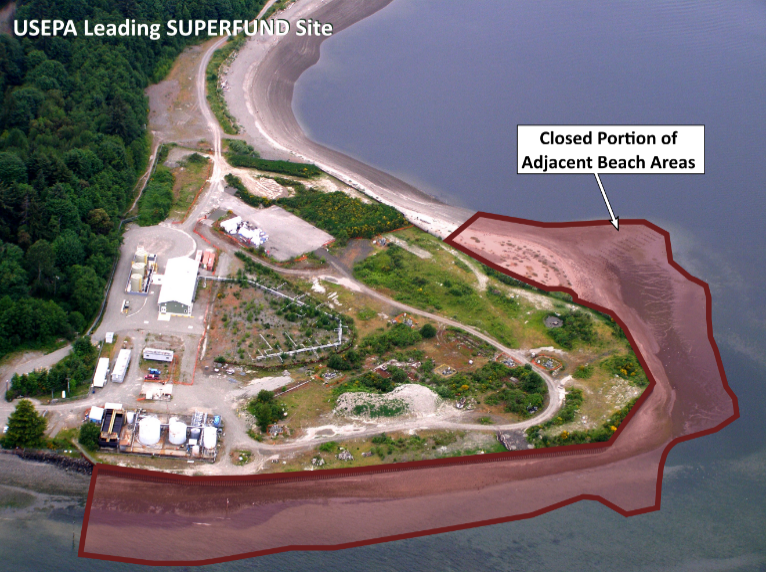 USEPA Leading SUPERFUND Site
Closed Portion of
Adjacent Beach Areas